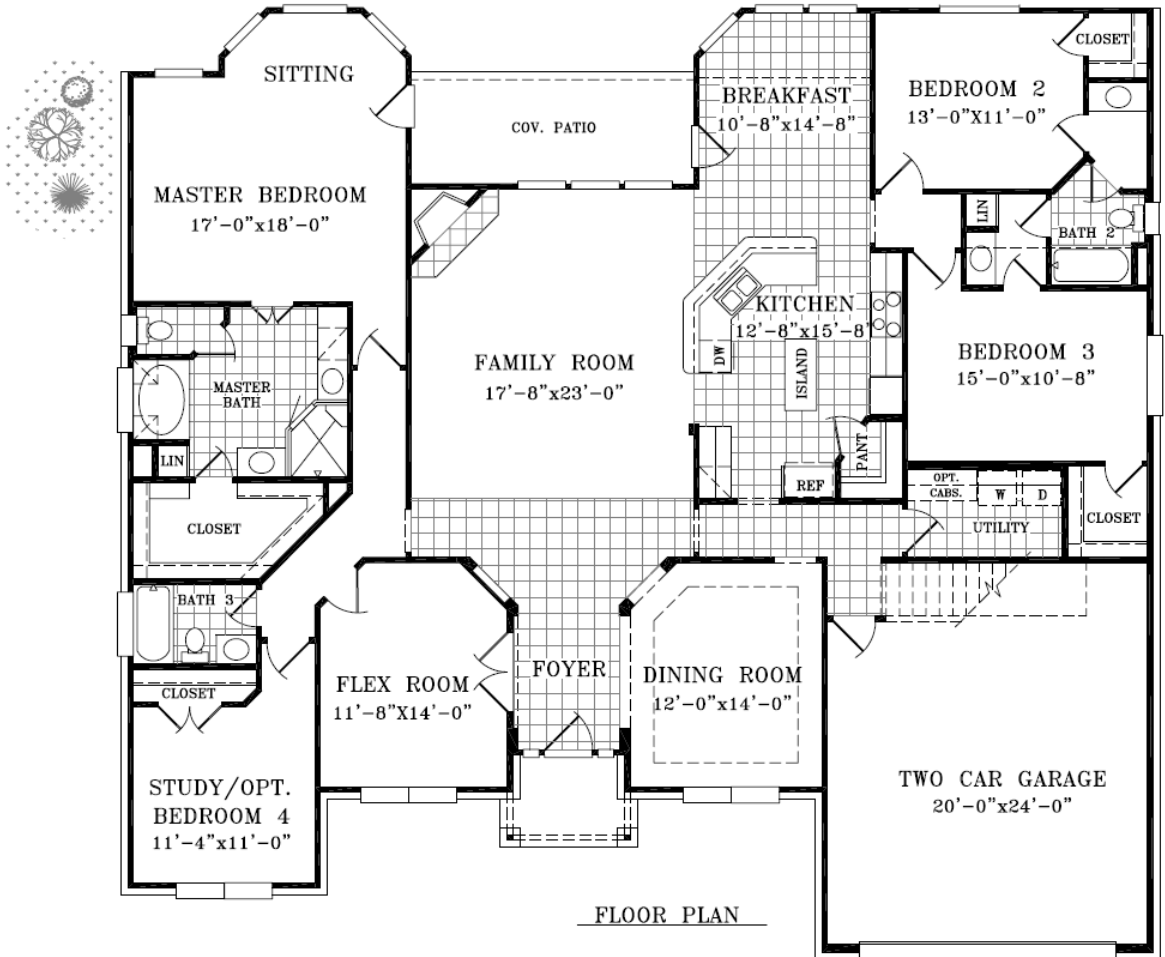 SITTING
MASTER BEDROOM
17'-0"x18'-0"
COV. PATIO
BREAKFAST
10'-8"x14'-8"
BEDROOM 2
13'-0"X11'-0"
CLOSET
LIN
BATH 2
KITCHEN
12'-8"x15'-8"
DW
ISLAND
PANT
REF
FAMILY ROOM
17'-8"x23'-0"
BEDROOM 3
15'-0"x10'-8"
MASTER
BATH
LIN
CLOSET
OPT.
CABS.
W
D
UTILITY
CLOSET
BATH 3
CLOSET
FLEX ROOM
11'-8"X14'-0"
FOYER
DINING ROOM
12'-0"x14'-0"
STUDY/OPT.
BEDROOM 4
11'-4"x11'-0"
TWO CAR GARAGE
20'-0"x24'-0"
FLOOR PLAN